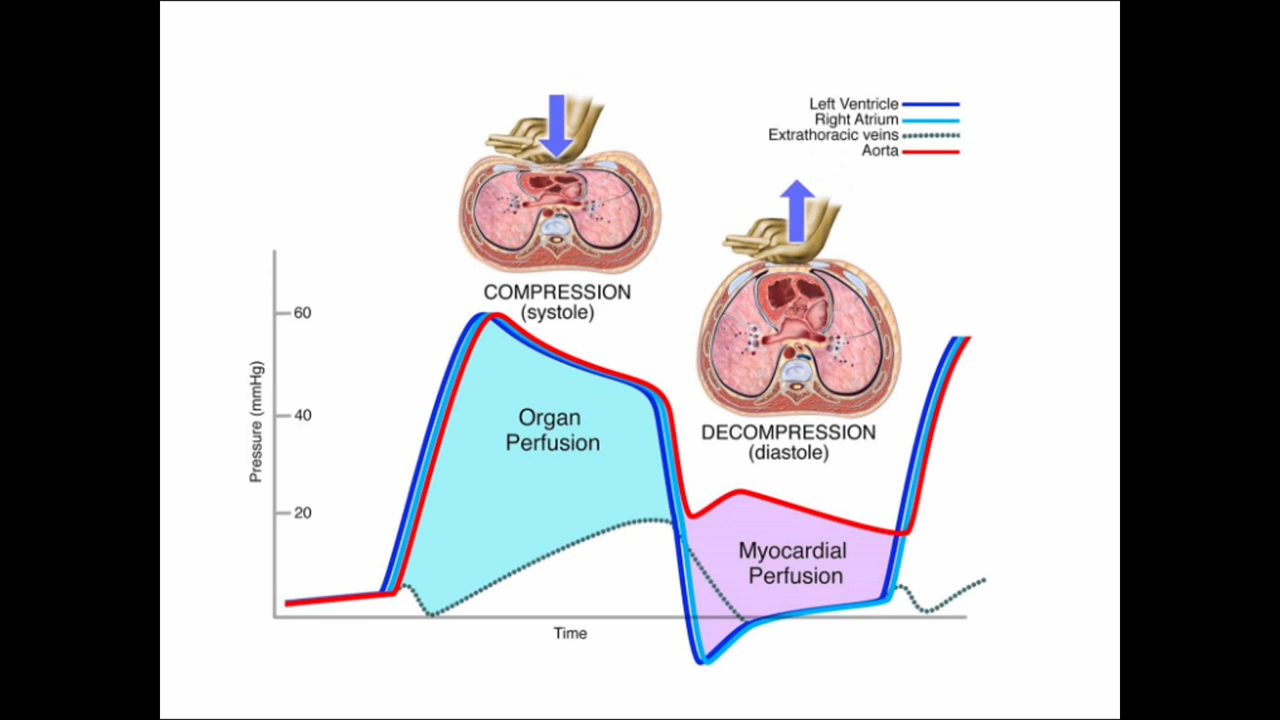 Left Ventricle
Right Atrium
Extrathoracic veins
Aorta
COMPRESSION
(systole)
DECOMPRESSION
(diastole)
60
40
20
Pressure (mmHg)
Organ
Perfusion
Myocardial
Perfusion
Time